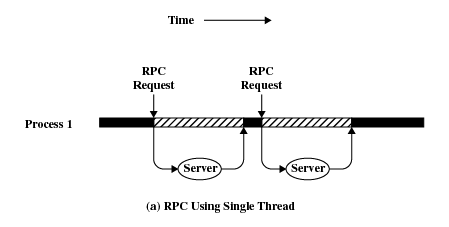 Time
RPC
Request
RPC
Request
Process 1
Server
Server
(a) RPC Using Single Thread